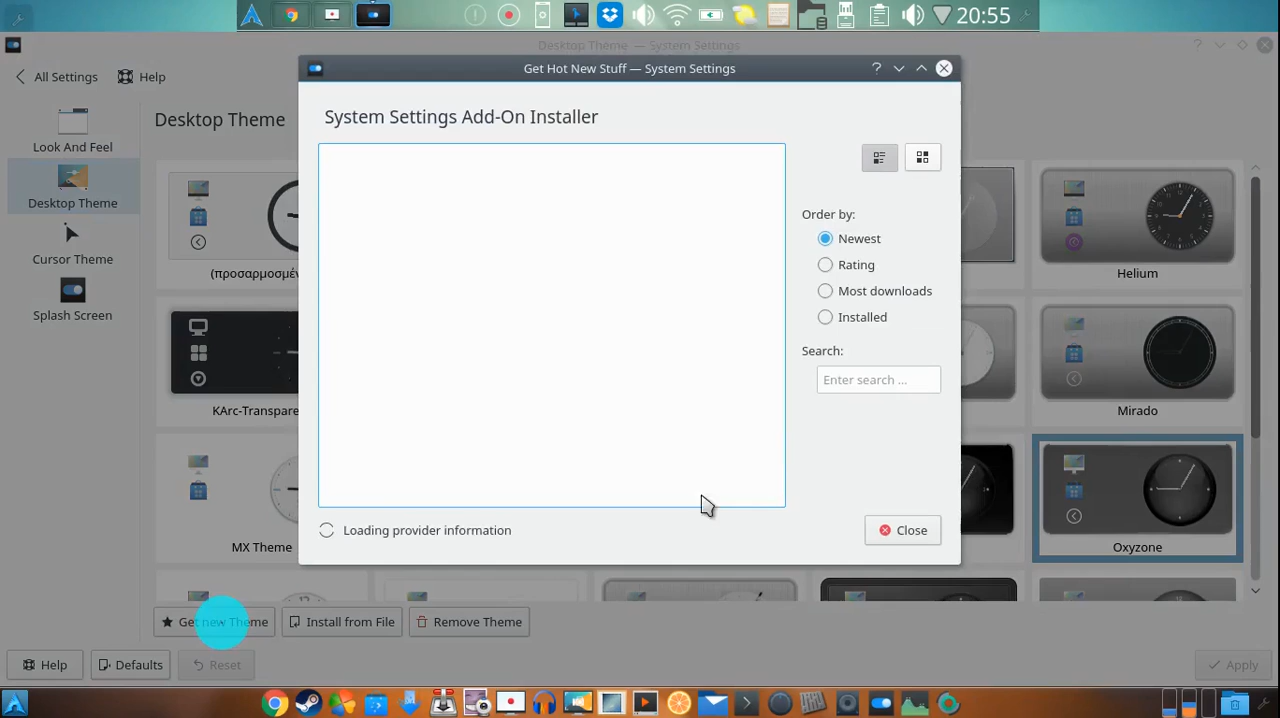 20:55
Desktop Theme — System Settings
All Settings
Help
Look And Feel
Desktop Theme
Cursor Theme
Splash Screen
Desktop Theme
(προσαρμοσμέν
Helium
KArc-Transpare
Mirado
MX Theme
Oxyzone
Get new Theme
Install from File
Remove Theme
Help
Defaults
Reset
Apply
Get Hot New Stuff — System Settings
System Settings Add-On Installer
Order by:
Newest
Rating
Most downloads
Installed
Search:
Enter search ...
Loading provider information
Close